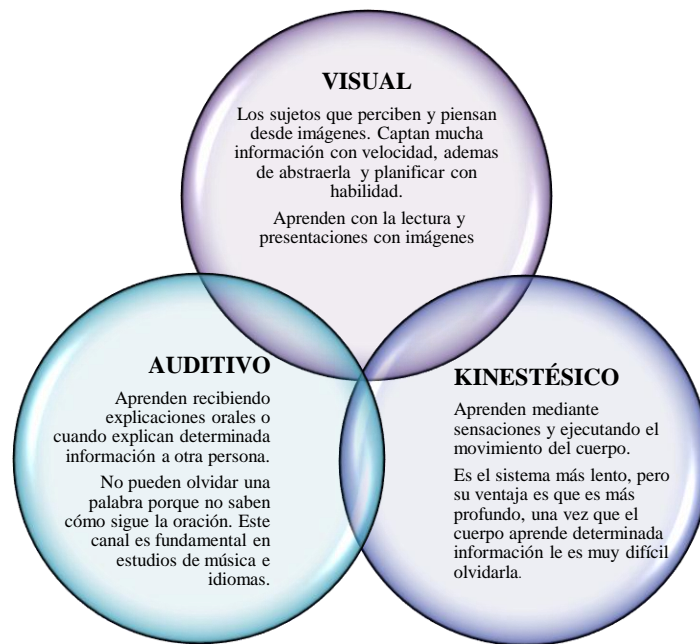 VISUAL
Los sujetos que perciben y piensan
desde imágenes. Captan mucha
información con velocidad, ademas
de abstraerla y planificar con
habilidad.
Aprenden con la lectura y
presentaciones con imágenes
AUDITIVO
Aprenden recibiendo
explicaciones orales o
cuando explican determinada
información a otra persona.
No pueden olvidar una
palabra porque no saben
cómo sigue la oración. Este
canal es fundamental en
estudios de música e
idiomas.
KINESTÉSICO
Aprenden mediante
sensaciones y ejecutando el
movimiento del cuerpo.
Es el sistema más lento, pero
su ventaja es que es más
profundo, una vez que el
cuerpo aprende determinada
información le es muy difícil
olvidarla.